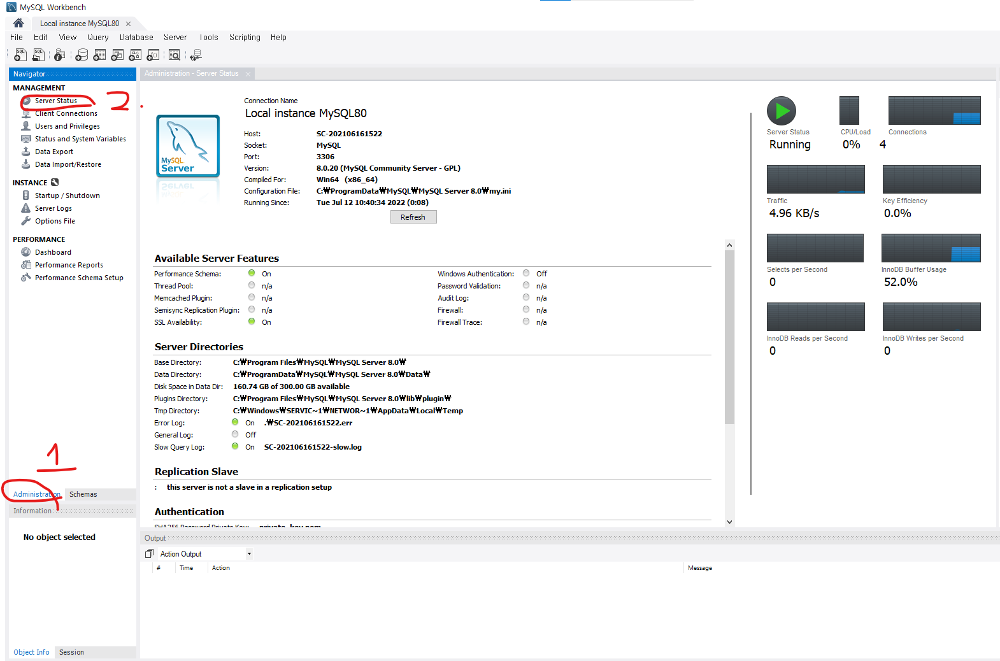 MySQL Workbench
Local instance MySQL80
File Edit View Query Database Server Tools Scripting Help
Navigator
MANAGEMENT
Server Status
2.
Client Connections
Users and Privileges
Status and System Variables
Data Export
Data Import/Restore
INSTANCE
Startup / Shutdown
Server Logs
Options File
PERFORMANCE
Dashboard
Performance Reports
Performance Schema Setup
1
Administration Schemas
Information
No object selected
Object Info Session
Administration - Server Status
MySQL
Server
Connection Name
Local instance MySQL80
Host: SC-202106161522
Socket: MySQL
Port: 3306
Version: 8.0.20 (MySQL Community Server - GPL)
Compiled For: Win64 (x86_64)
Configuration File: C:₩ProgramData₩MySQL₩MySQL Server 8.0₩my.ini
Running Since: Tue Jul 12 10:40:34 2022 (0:08)
Refresh
Available Server Features
Performance Schema: On Windows Authentication: Off
Thread Pool: n/a Password Validation: n/a
Memcached Plugin: n/a Audit Log: n/a
Semisync Replication Plugin: n/a Firewall: n/a
SSL Availability: On Firewall Trace: n/a
Server Directories
Base Directory: C:₩Program Files₩MySQL₩MySQL Server 8.0₩
Data Directory: C:₩ProgramData₩MySQL₩MySQL Server 8.0₩Data₩
Disk Space in Data Dir: 160.74 GB of 300.00 GB available
Plugins Directory: C:₩Program Files₩MySQL₩MySQL Server 8.0₩lib₩plugin₩
Tmp Directory: C:₩Windows₩SERVIC~1₩NETWOR~1₩AppData₩Local₩Temp
Error Log: On .₩SC-202106161522.err
General Log: Off
Slow Query Log: On SC-202106161522-slow.log
Replication Slave
: this server is not a slave in a replication setup
Authentication
SHA256 Password Private Key: private_key.pem
Server Status CPU/Load Connections
Running 0% 4
Traffic Key Efficiency
4.96 KB/s 0.0%
Selects per Second InnoDB Buffer Usage
0 52.0%
InnoDB Reads per Second InnoDB Writes per Second
0 0
Output
Action Output
# Time Action Message